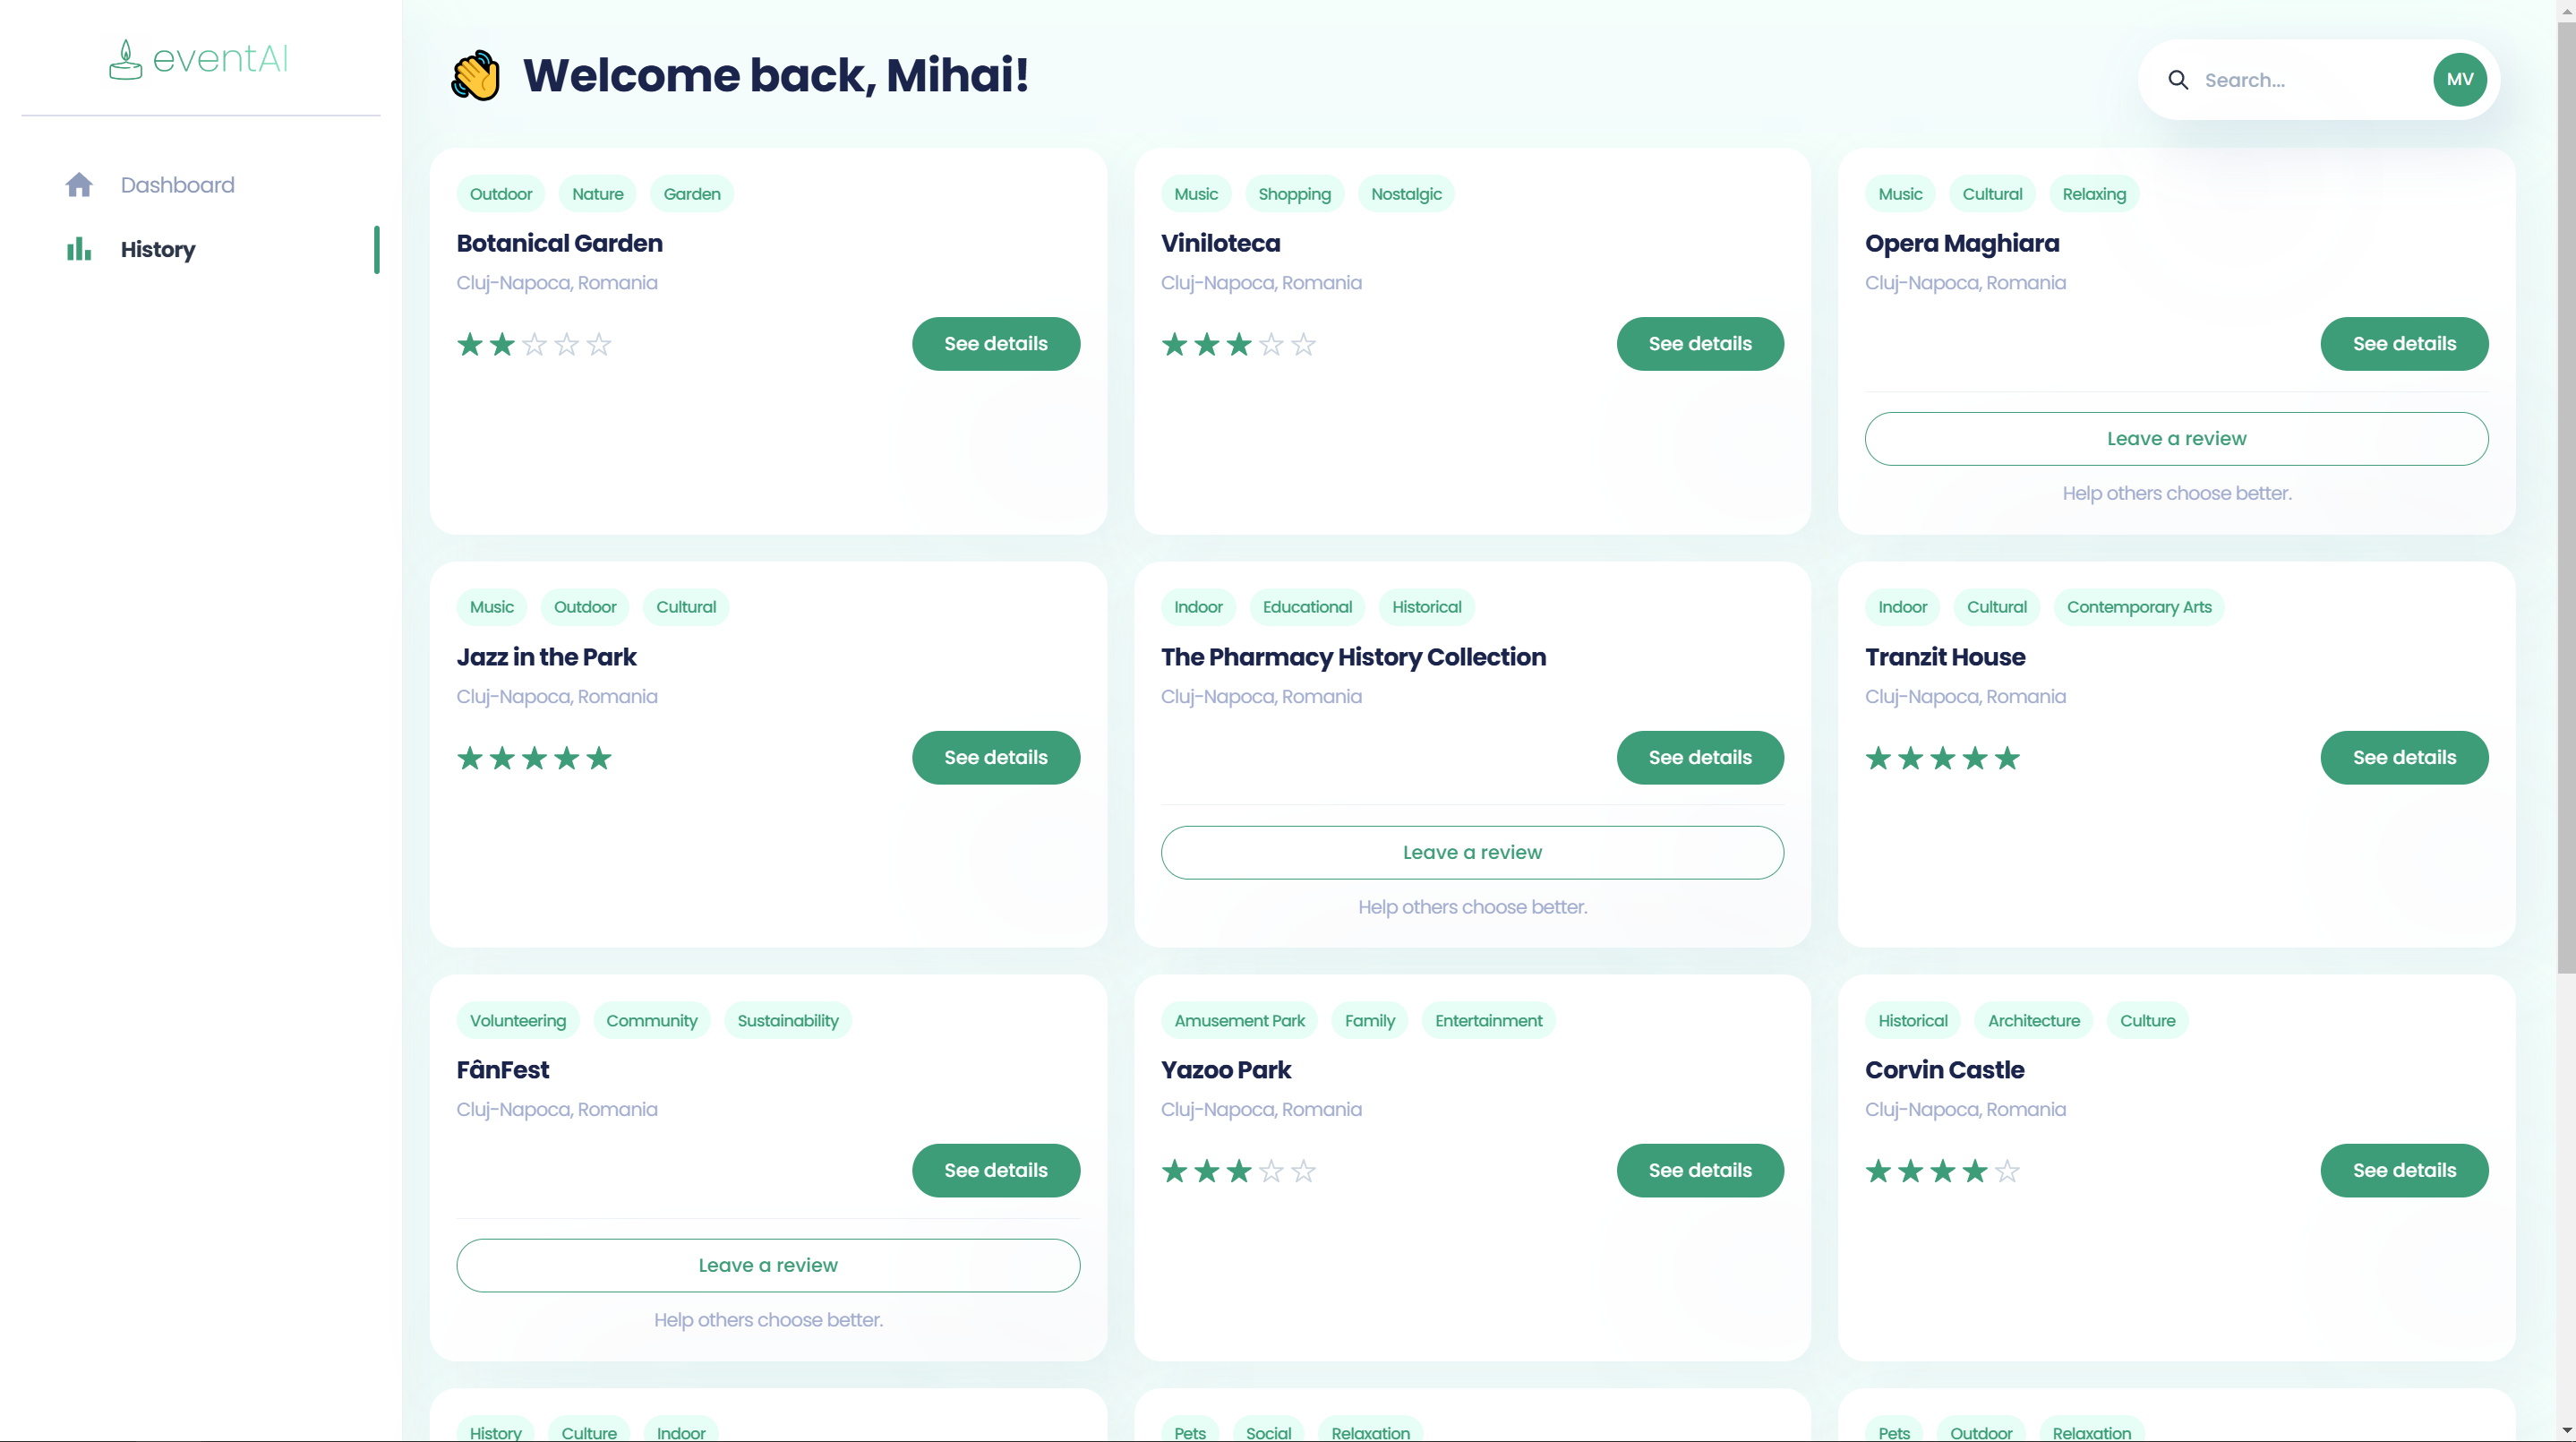 eventAI
Dashboard
History
Welcome back, Mihai!
Search...
MV
Outdoor Nature Garden
Botanical Garden
Cluj-Napoca, Romania
See details
Music Shopping Nostalgic
Viniloteca
Cluj-Napoca, Romania
See details
Music Cultural Relaxing
Opera Maghiara
Cluj-Napoca, Romania
See details
Leave a review
Help others choose better.
Music Outdoor Cultural
Jazz in the Park
Cluj-Napoca, Romania
See details
Indoor Educational Historical
The Pharmacy History Collection
Cluj-Napoca, Romania
See details
Leave a review
Help others choose better.
Indoor Cultural Contemporary Arts
Tranzit House
Cluj-Napoca, Romania
See details
Volunteering Community Sustainability
FânFest
Cluj-Napoca, Romania
See details
Leave a review
Help others choose better.
Amusement Park Family Entertainment
Yazoo Park
Cluj-Napoca, Romania
See details
Historical Architecture Culture
Corvin Castle
Cluj-Napoca, Romania
See details
History Culture Indoor
Pets Social Relaxation
Pets Outdoor Relaxation